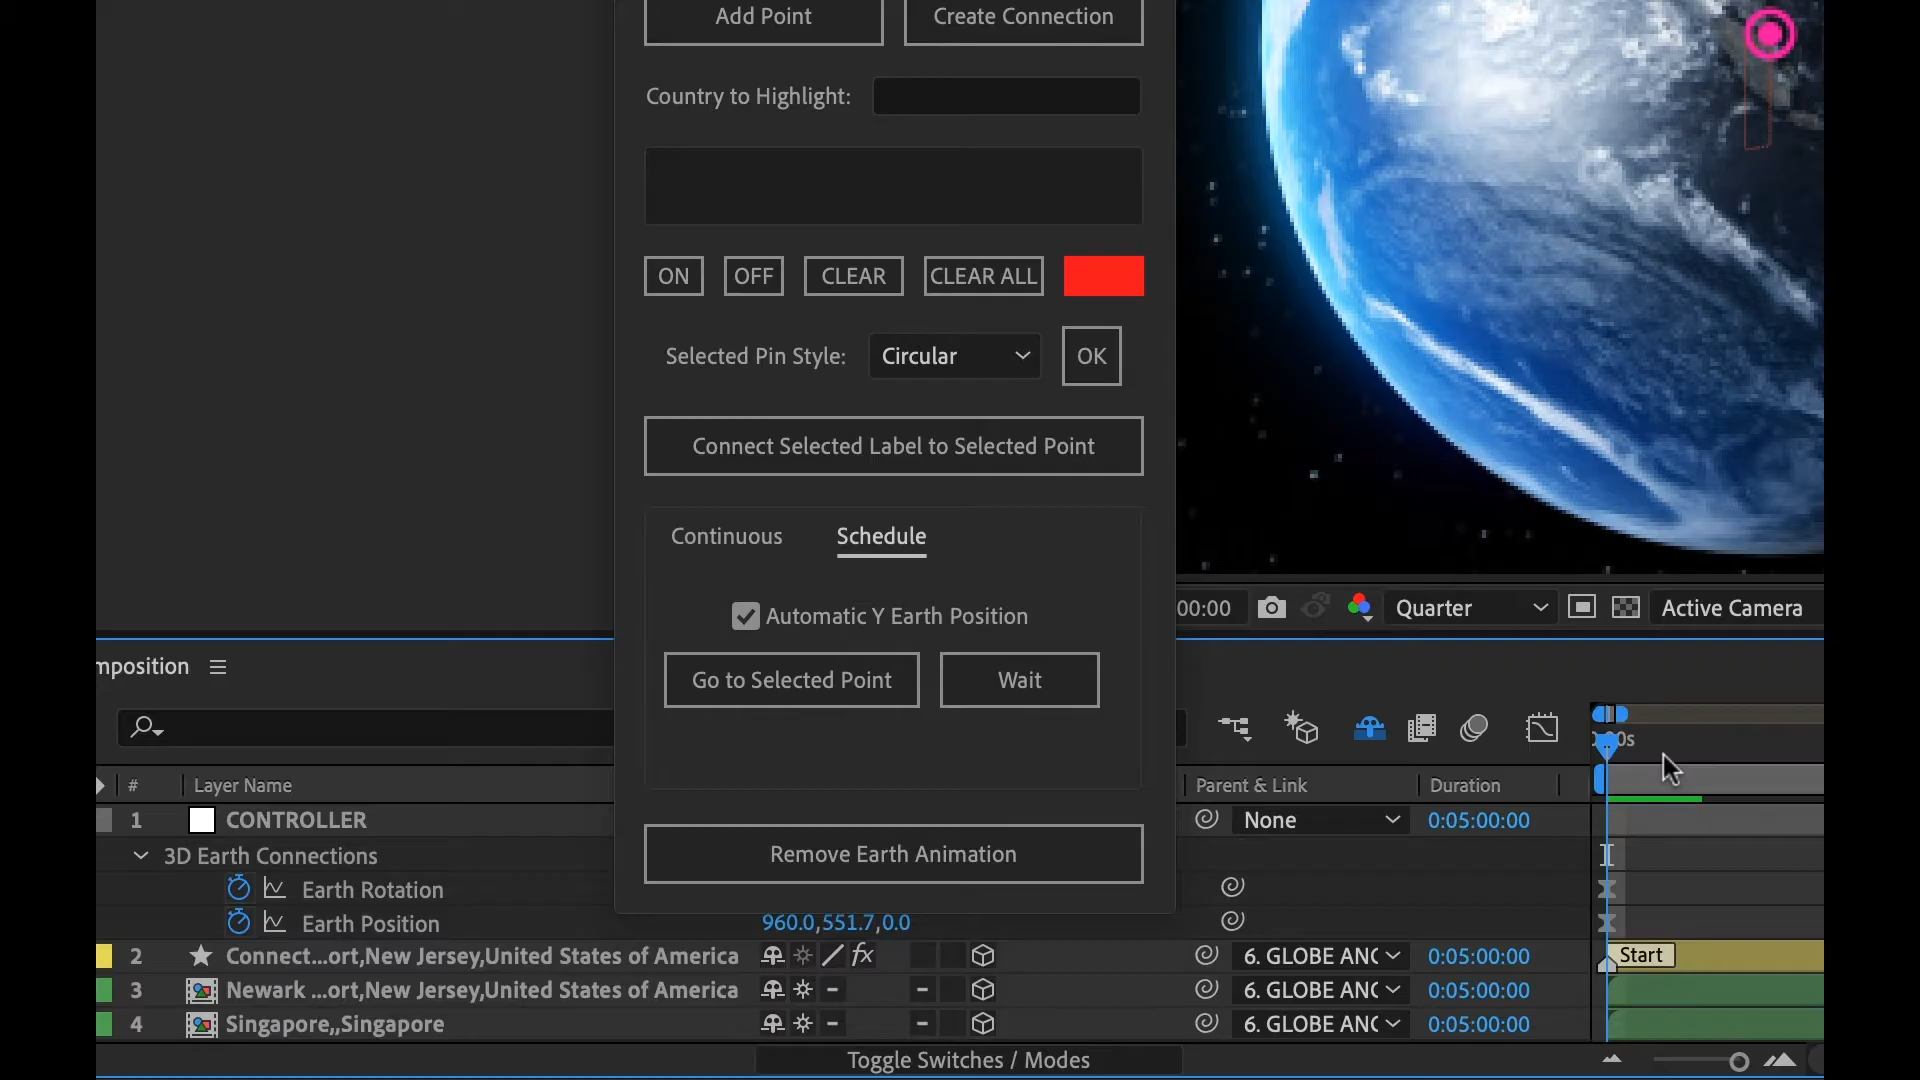 Add Point Create Connection
Country to Highlight:
ON OFF CLEAR CLEAR ALL
Selected Pin Style: Circular OK
Connect Selected Label to Selected Point
Continuous Schedule
Automatic Y Earth Position
Go to Selected Point Wait
Remove Earth Animation
00:00 Quarter Active Camera
mposition
# Layer Name Parent & Link Duration
1 CONTROLLER None 0:05:00:00
3D Earth Connections
Earth Rotation
Earth Position 960.0,551.7,0.0
2 Connect...ort,New Jersey,United States of America fx 6. GLOBE ANC 0:05:00:00 Start
3 Newark ...ort,New Jersey,United States of America 6. GLOBE ANC 0:05:00:00
4 Singapore,,Singapore 6. GLOBE ANC 0:05:00:00
Toggle Switches / Modes